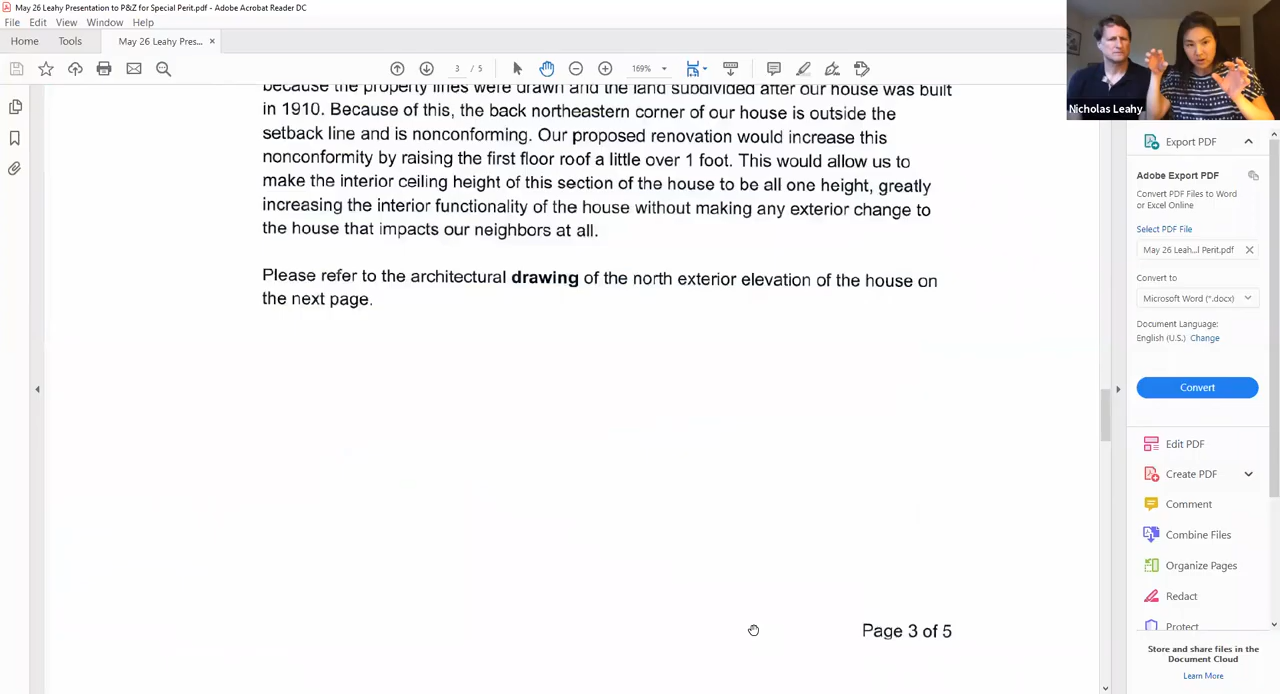 May 26 Leahy Presentation to P&Z for Special Perit.pdf - Adobe Acrobat Reader DC
File Edit View Window Help
Home Tools May 26 Leahy Pres... ×
3 / 5 169%
because the property lines were drawn and the land subdivided after our house was built
in 1910. Because of this, the back northeastern corner of our house is outside the
setback line and is nonconforming. Our proposed renovation would increase this
nonconformity by raising the first floor roof a little over 1 foot. This would allow us to
make the interior ceiling height of this section of the house to be all one height, greatly
increasing the interior functionality of the house without making any exterior change to
the house that impacts our neighbors at all.
Please refer to the architectural drawing of the north exterior elevation of the house on
the next page.
Page 3 of 5
Nicholas Leahy
Export PDF
Adobe Export PDF
Convert PDF Files to Word
or Excel Online
Select PDF File
May 26 Leah...l Perit.pdf
Convert to
Microsoft Word (*.docx)
Document Language:
English (U.S.) Change
Convert
Edit PDF
Create PDF
Comment
Combine Files
Organize Pages
Redact
Protect
Store and share files in the
Document Cloud
Learn More